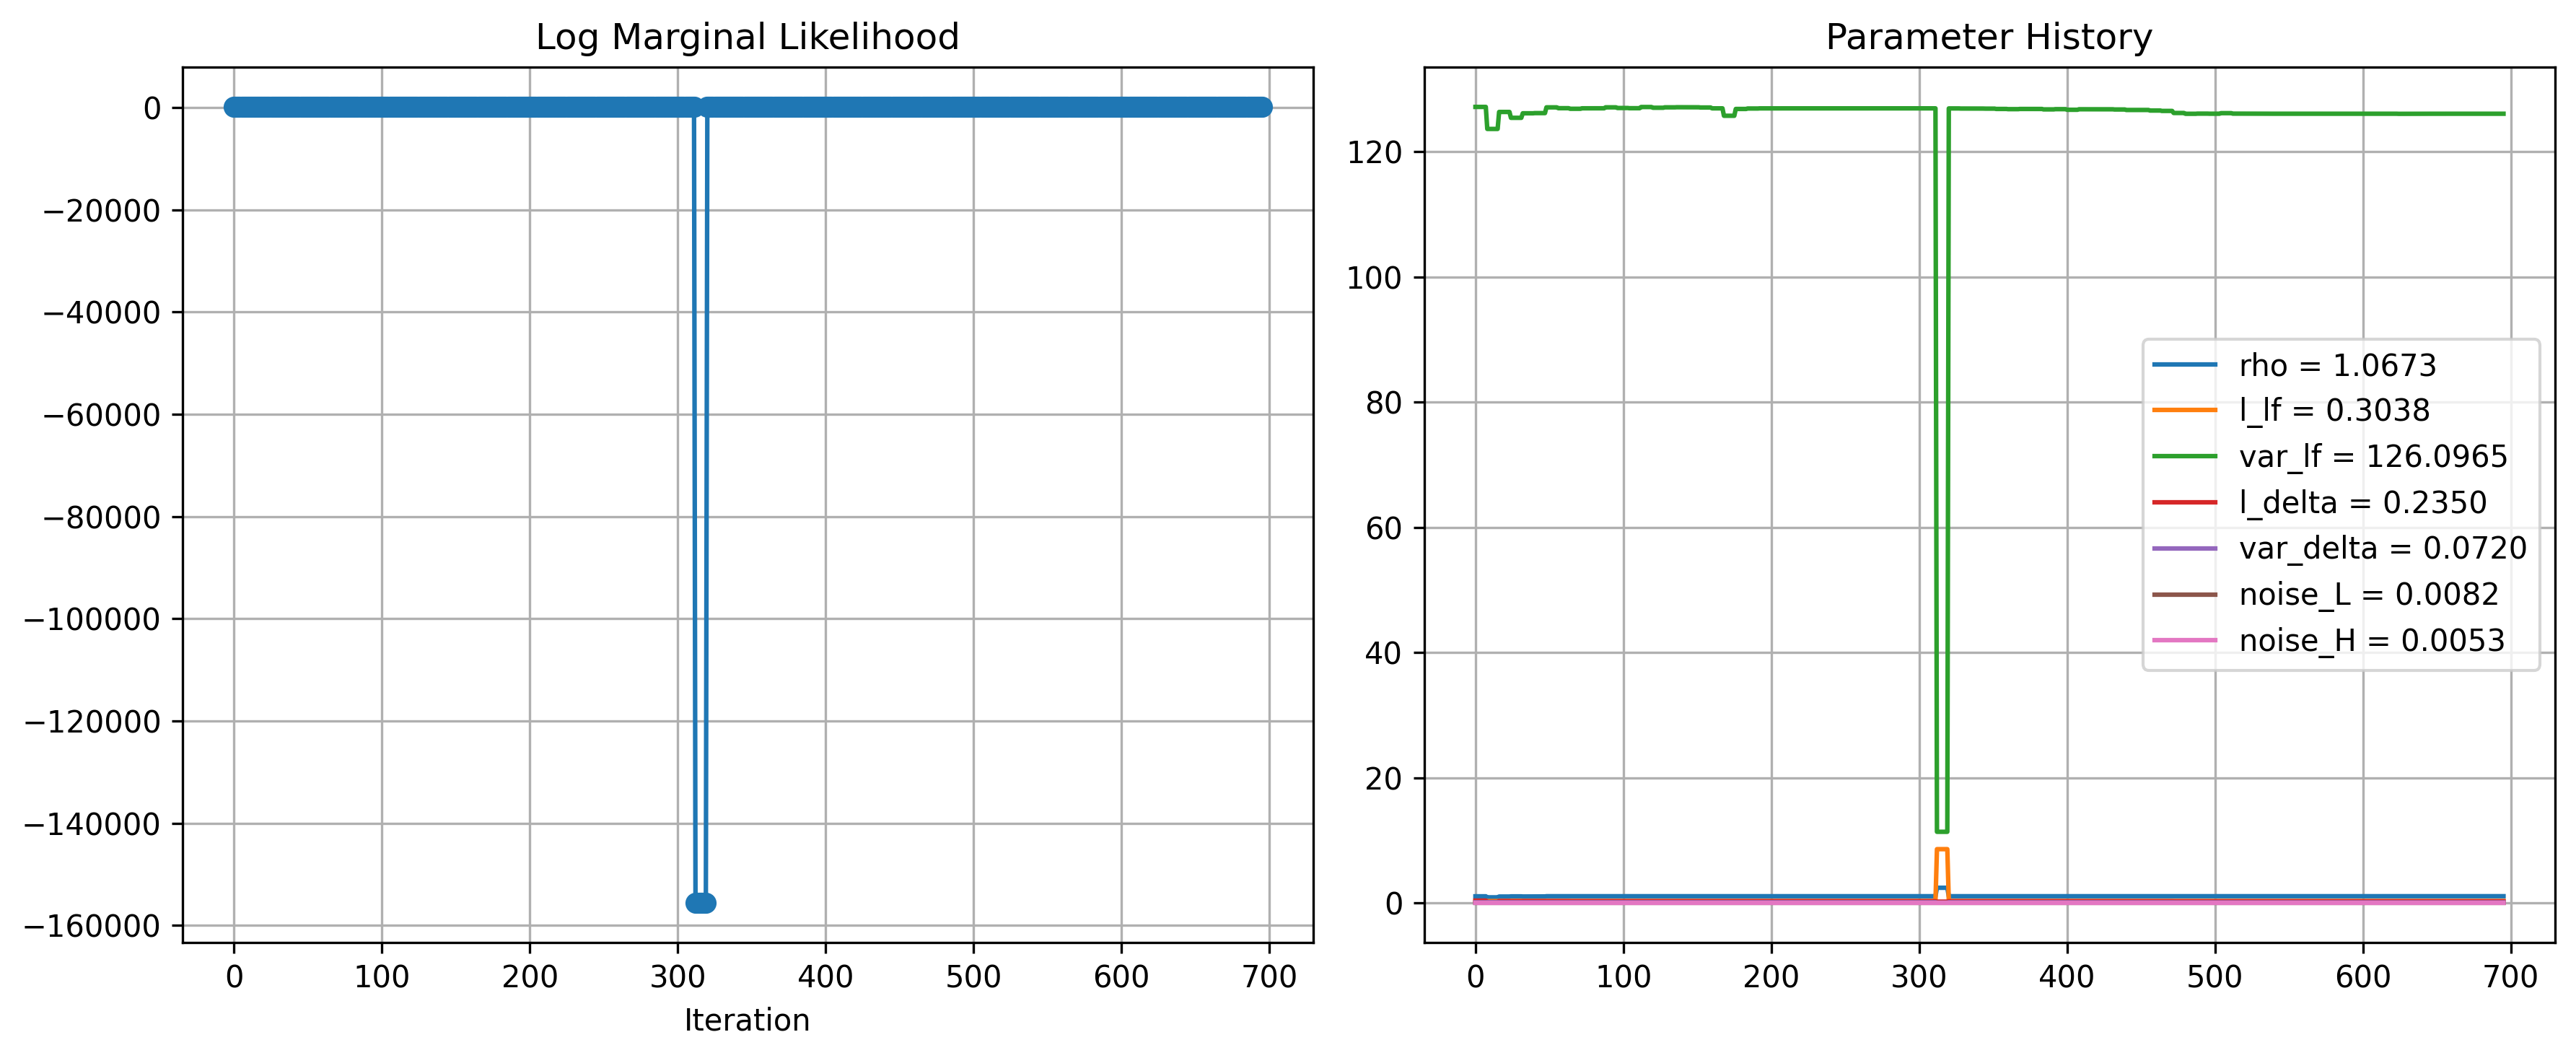 Log Marginal Likelihood
0
−20000
−40000
−60000
−80000
−100000
−120000
−140000
−160000
0 100 200 300 400 500 600 700
Iteration
Parameter History
120
100
80
60
40
20
0
0 100 200 300 400 500 600 700
rho = 1.0673
l_lf = 0.3038
var_lf = 126.0965
l_delta = 0.2350
var_delta = 0.0720
noise_L = 0.0082
noise_H = 0.0053